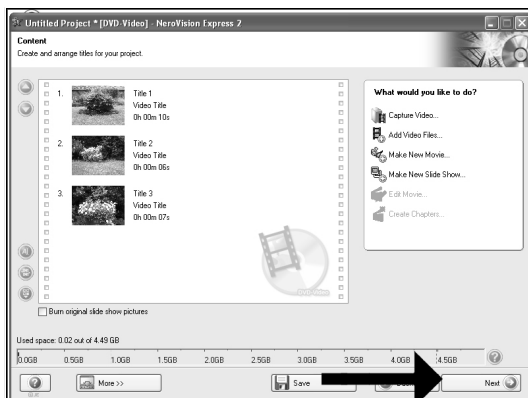 Untitled Project * [DVD-Video] - NeroVision Express 2
Content
Create and arrange titles for your project.
1.
Title 1
Video Title
0h 00m 10s
2.
Title 2
Video Title
0h 00m 06s
3.
Title 3
Video Title
0h 00m 07s
DVD-Video
Burn original slide show pictures
What would you like to do?
Capture Video...
Add Video Files...
Make New Movie...
Make New Slide Show...
Edit Movie...
Create Chapters...
Used space: 0.02 out of 4.49 GB
0.0GB 0.5GB 1.0GB 1.5GB 2.0GB 2.5GB 3.0GB 3.5GB 4.0GB 4.5GB
More >>
Save
Next